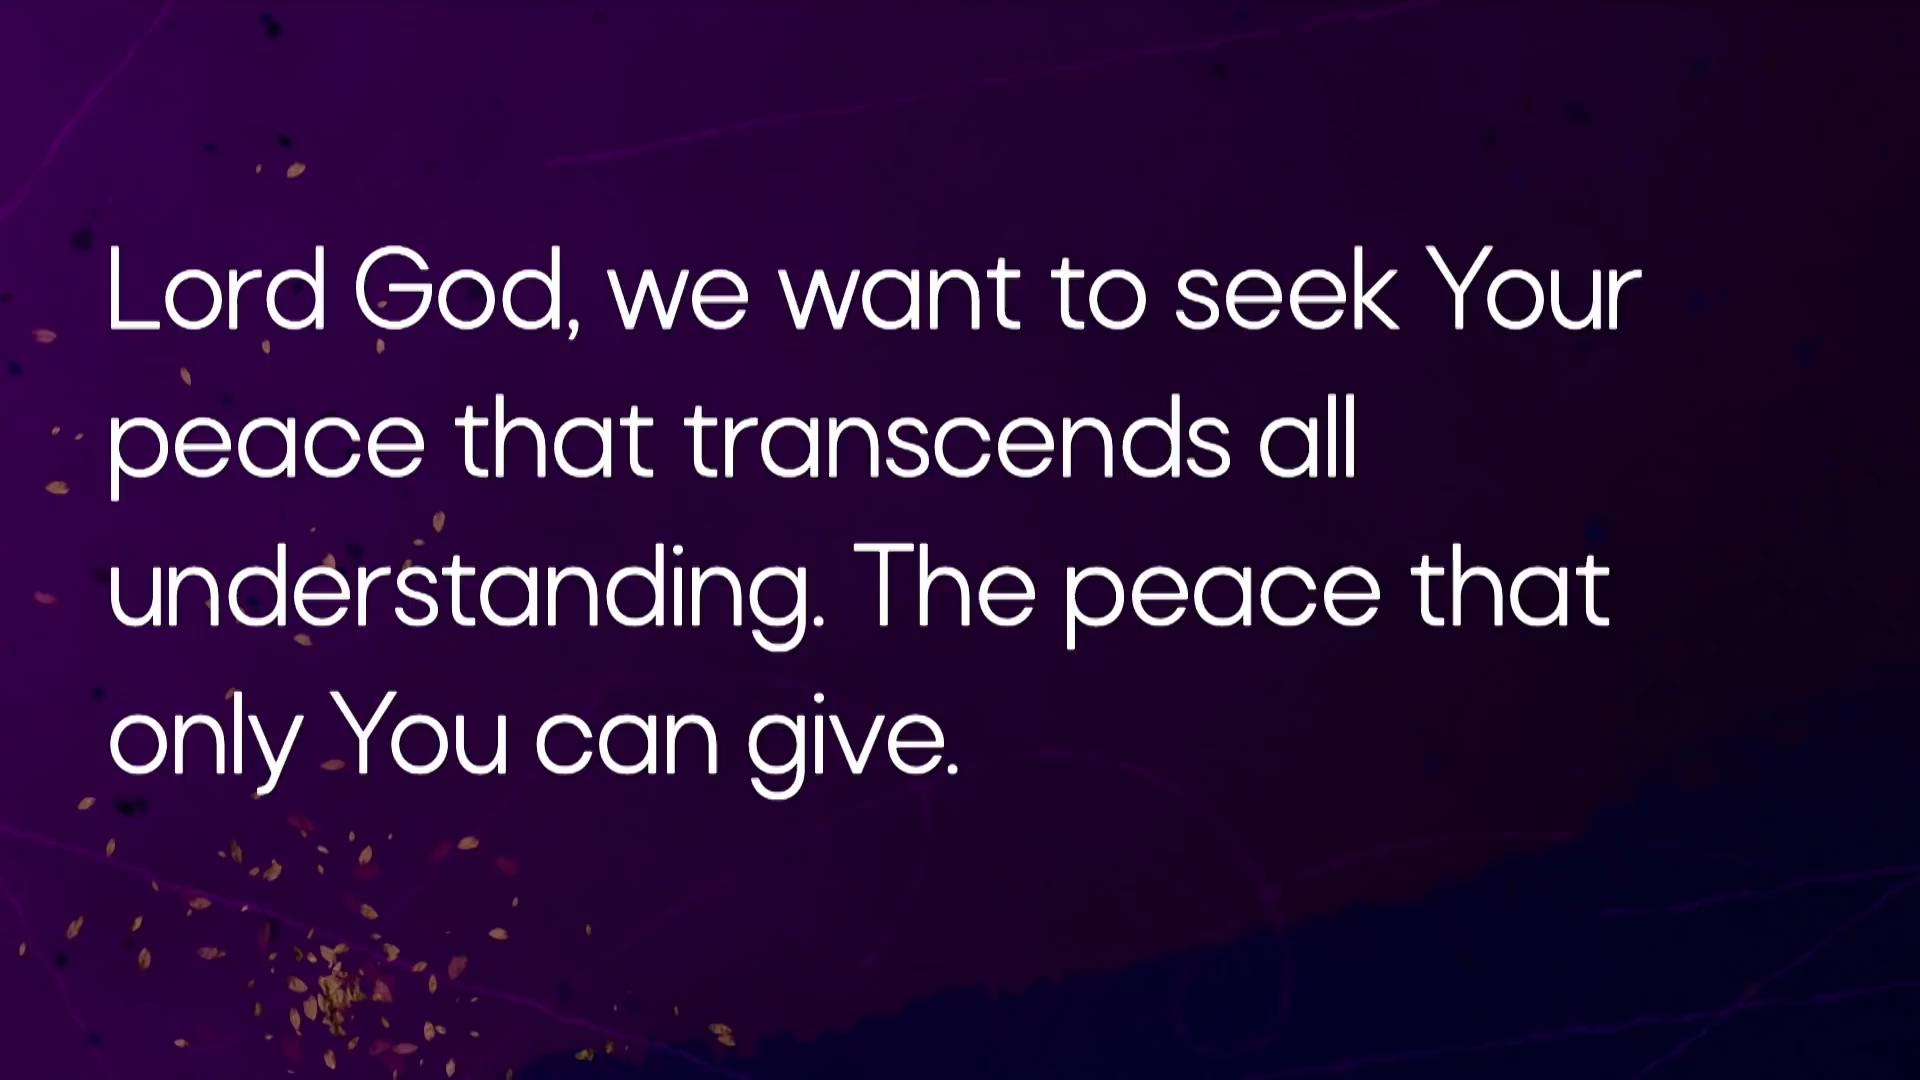 Lord God, we want to seek Your
peace that transcends all
understanding. The peace that
only You can give.